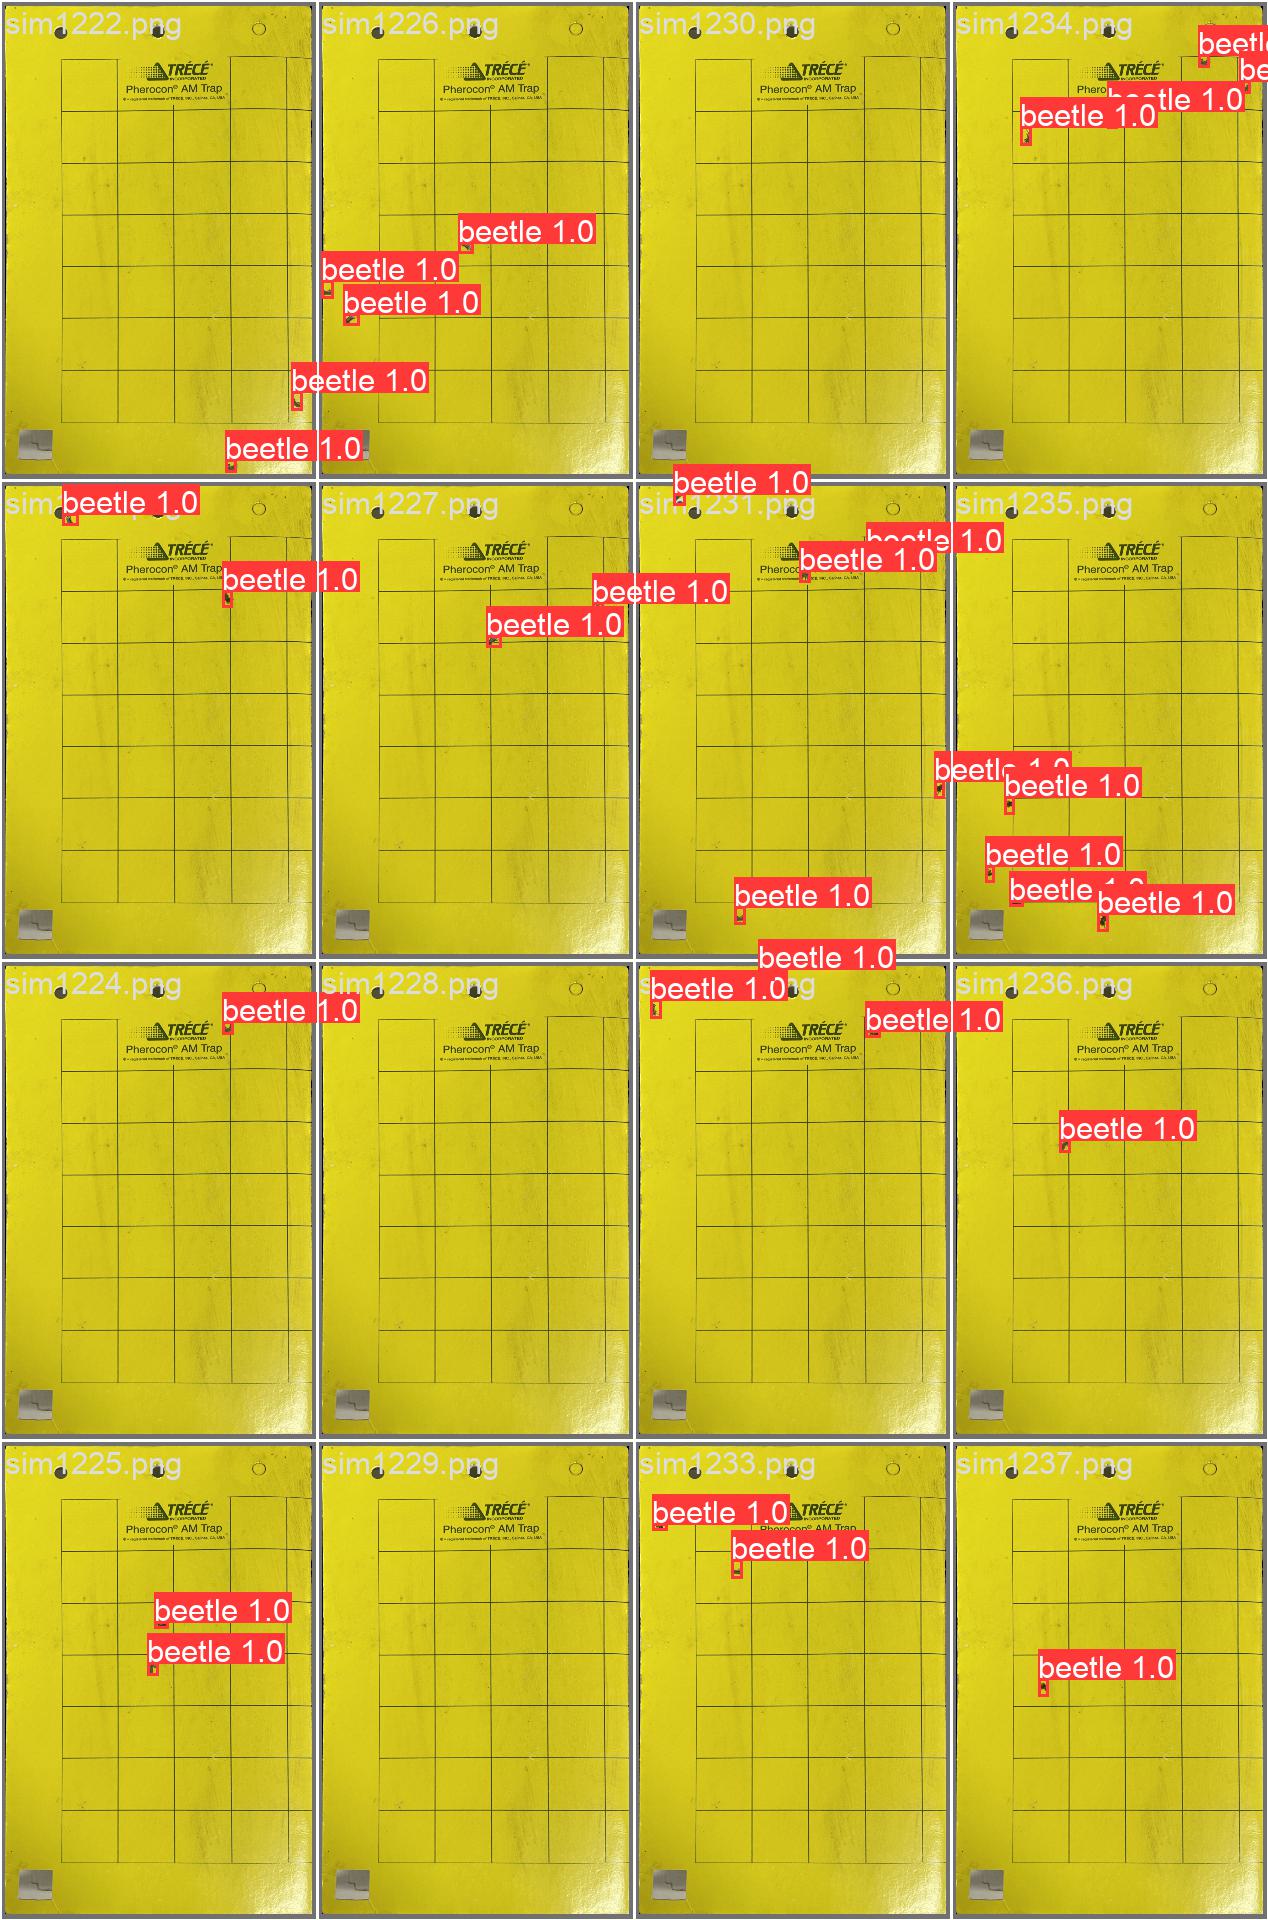 sim1222.png
TRÉCÉ
INCORPORATED
Pherocon® AM Trap
beetle 1.0
beetle 1.0
sim1226.png
TRÉCÉ
INCORPORATED
Pherocon® AM Trap
beetle 1.0
beetle 1.0
beetle 1.0
sim1230.png
TRÉCÉ
INCORPORATED
Pherocon® AM Trap
sim1234.png
beetle
be
beetle 1.0
beetle 1.0
beetle 1.0
TRÉCÉ
INCORPORATED
Pherocon® AM Trap
beetle 1.0
sim1227.png
TRÉCÉ
INCORPORATED
Pherocon® AM Trap
beetle 1.0
beetle 1.0
beetle 1.0
sim1231.png
beetle 1.0
TRÉCÉ
beetle 1.0
beetle 1.0
beetle 1.0
sim1235.png
TRÉCÉ
INCORPORATED
Pherocon® AM Trap
beetle 1.0
beetle 1.0
beetle 1.0
beetle 1.0
sim1224.png
beetle 1.0
TRÉCÉ
INCORPORATED
Pherocon® AM Trap
sim1228.png
TRÉCÉ
INCORPORATED
Pherocon® AM Trap
beetle 1.0
beetle 1.0
beetle 1.0
TRÉCÉ
INCORPORATED
Pherocon® AM Trap
sim1236.png
TRÉCÉ
INCORPORATED
Pherocon® AM Trap
beetle 1.0
sim1225.png
TRÉCÉ
INCORPORATED
Pherocon® AM Trap
beetle 1.0
beetle 1.0
sim1229.png
TRÉCÉ
INCORPORATED
Pherocon® AM Trap
sim1233.png
beetle 1.0
TRÉCÉ
INCORPORATED
Pherocon® AM Trap
beetle 1.0
sim1237.png
TRÉCÉ
INCORPORATED
Pherocon® AM Trap
beetle 1.0